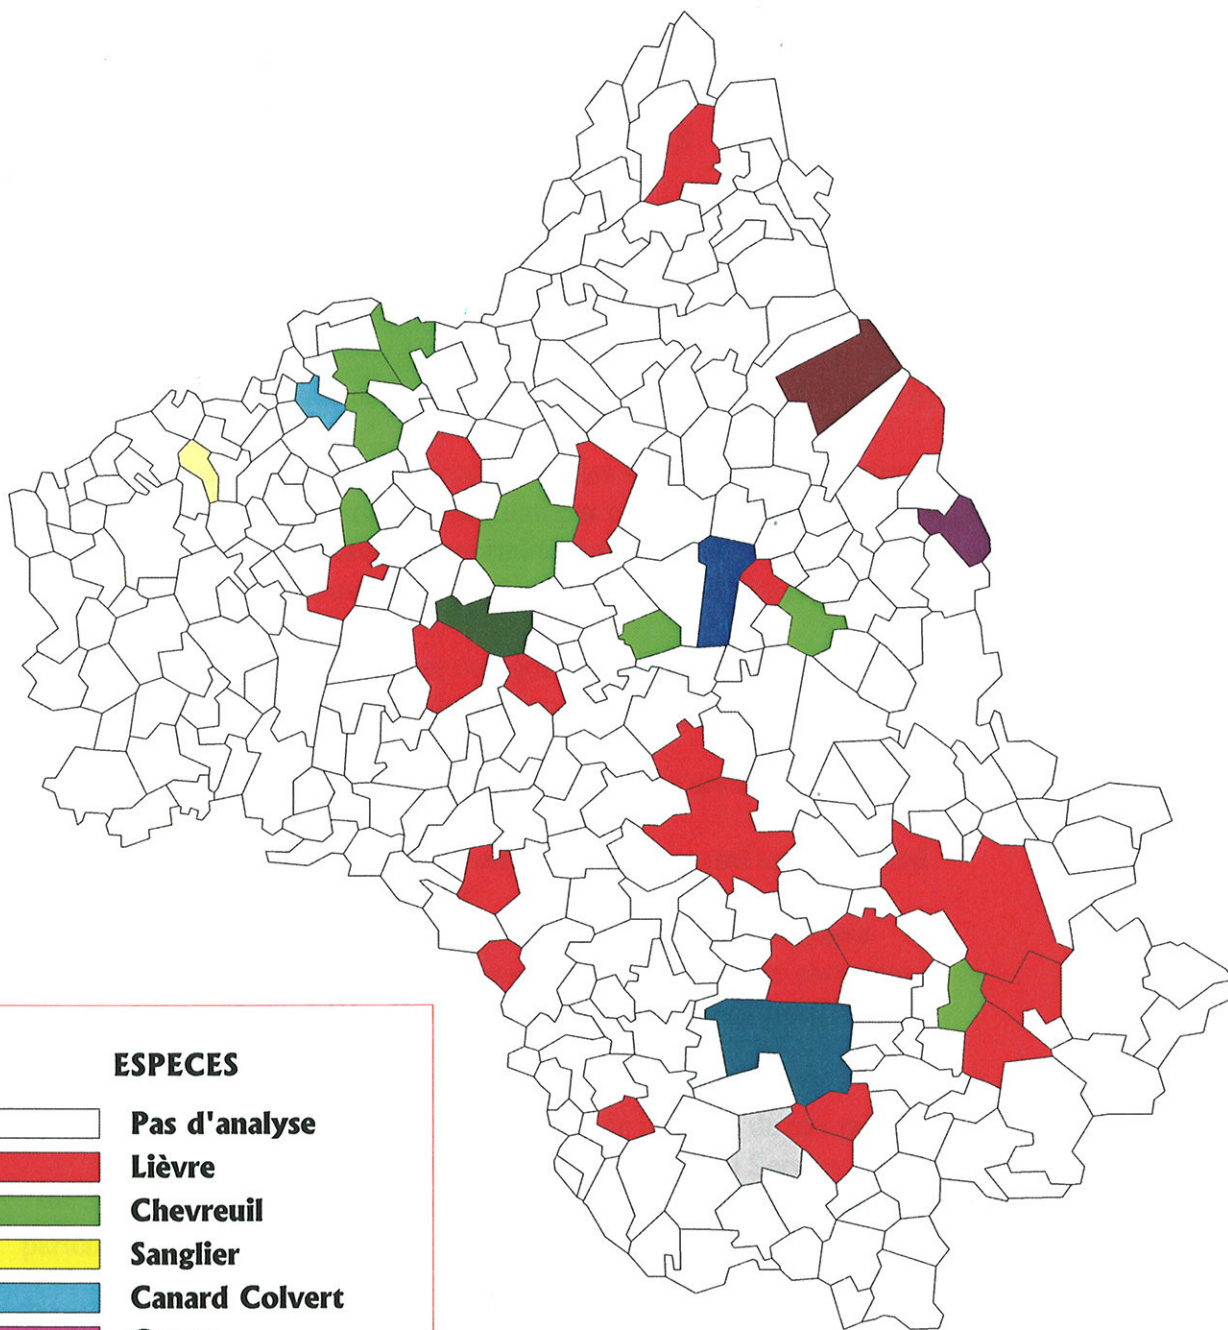 ESPECES
Pas d'analyse
Lièvre
Chevreuil
Sanglier
Canard Colvert